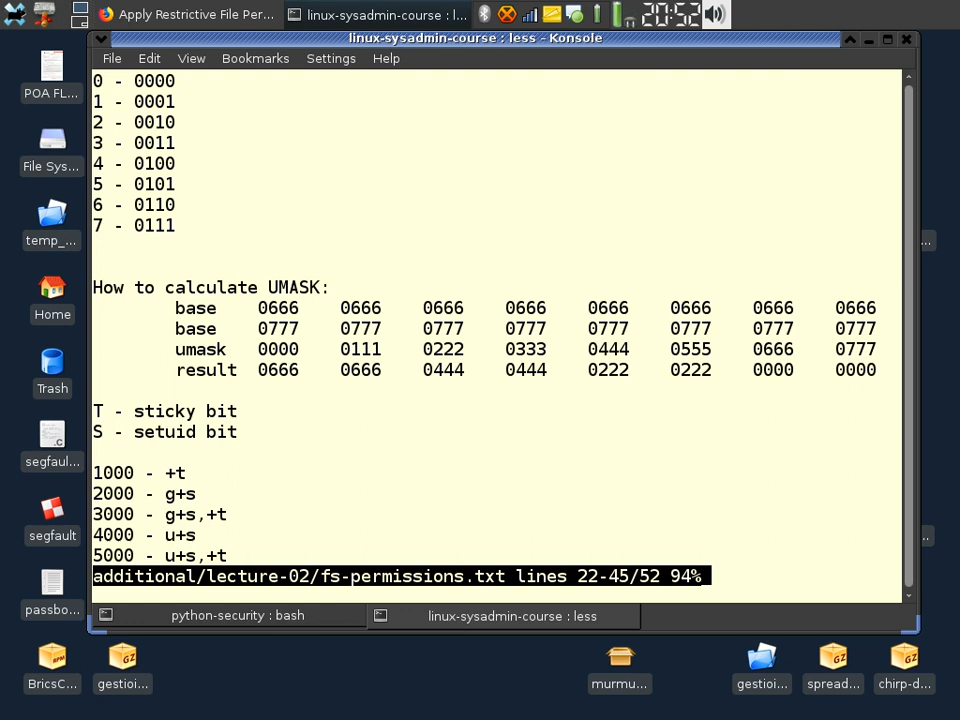 Apply Restrictive File Per...
linux-sysadmin-course : l...
20:52
linux-sysadmin-course : less - Konsole
File Edit View Bookmarks Settings Help
0 - 0000
1 - 0001
2 - 0010
3 - 0011
4 - 0100
5 - 0101
6 - 0110
7 - 0111
How to calculate UMASK:
base 0666 0666 0666 0666 0666 0666 0666 0666
base 0777 0777 0777 0777 0777 0777 0777 0777
umask 0000 0111 0222 0333 0444 0555 0666 0777
result 0666 0666 0444 0444 0222 0222 0000 0000
T - sticky bit
S - setuid bit
1000 - +t
2000 - g+s
3000 - g+s,+t
4000 - u+s
5000 - u+s,+t
additional/lecture-02/fs-permissions.txt lines 22-45/52 94%
python-security : bash
linux-sysadmin-course : less
POA FL...
File Sys...
temp_...
Home
Trash
.C
segfaul...
segfault
passbo...
RPM
BricsC...
GZ
gestioi...
murmu...
gestioi...
GZ
spread...
GZ
chirp-d...